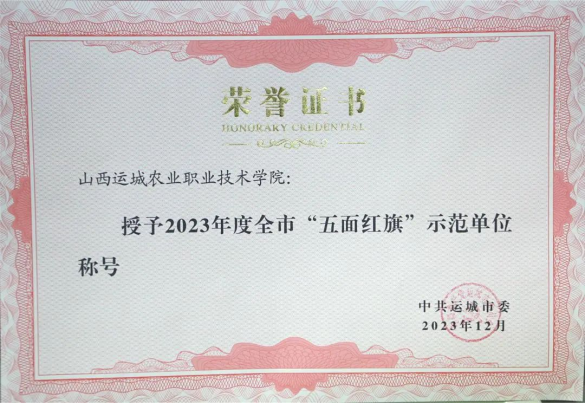 荣誉证书
HONORARY CREDENTIAL
山西运城农业职业技术学院：
授予2023年度全市“五面红旗”示范单位
称号
中共运城市委
2023年12月